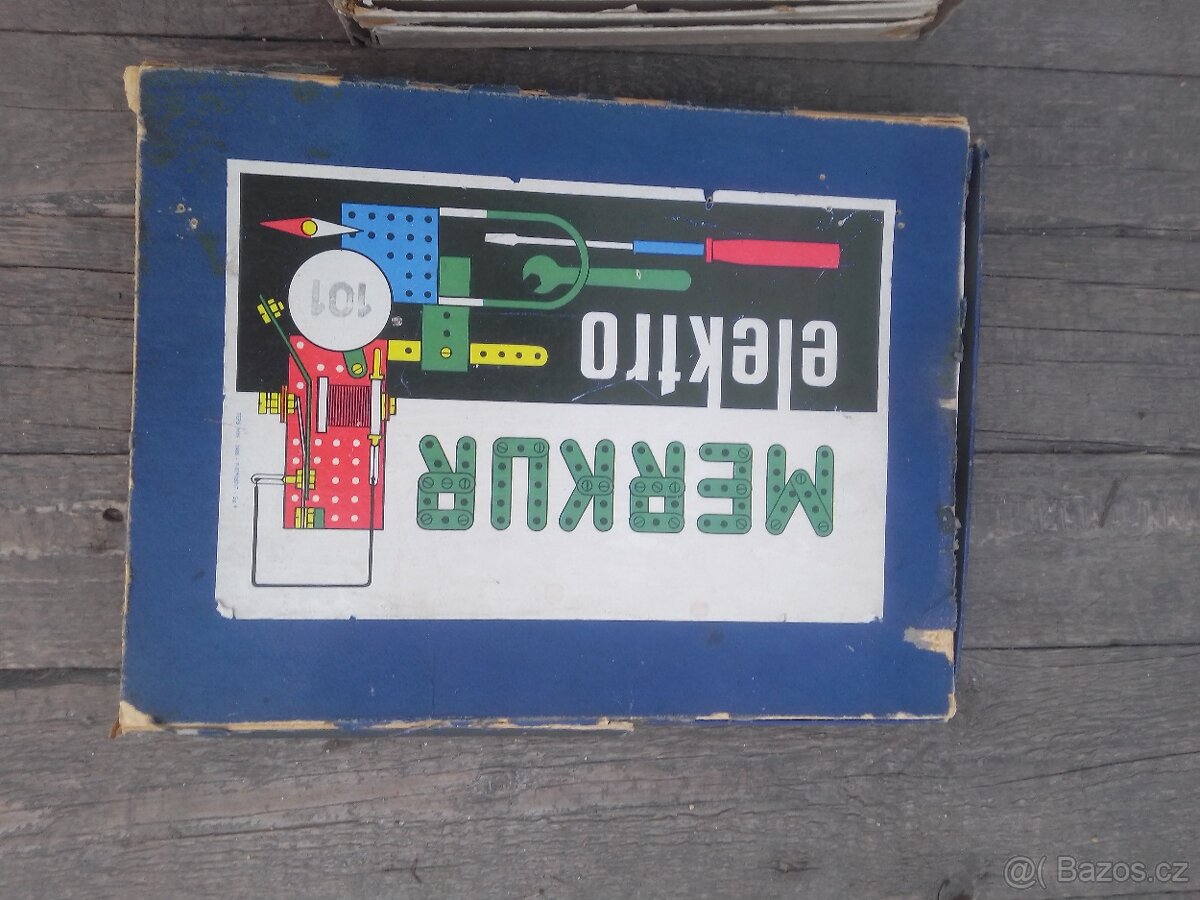 MERKUR
elektro
101
@( Bazos.cz